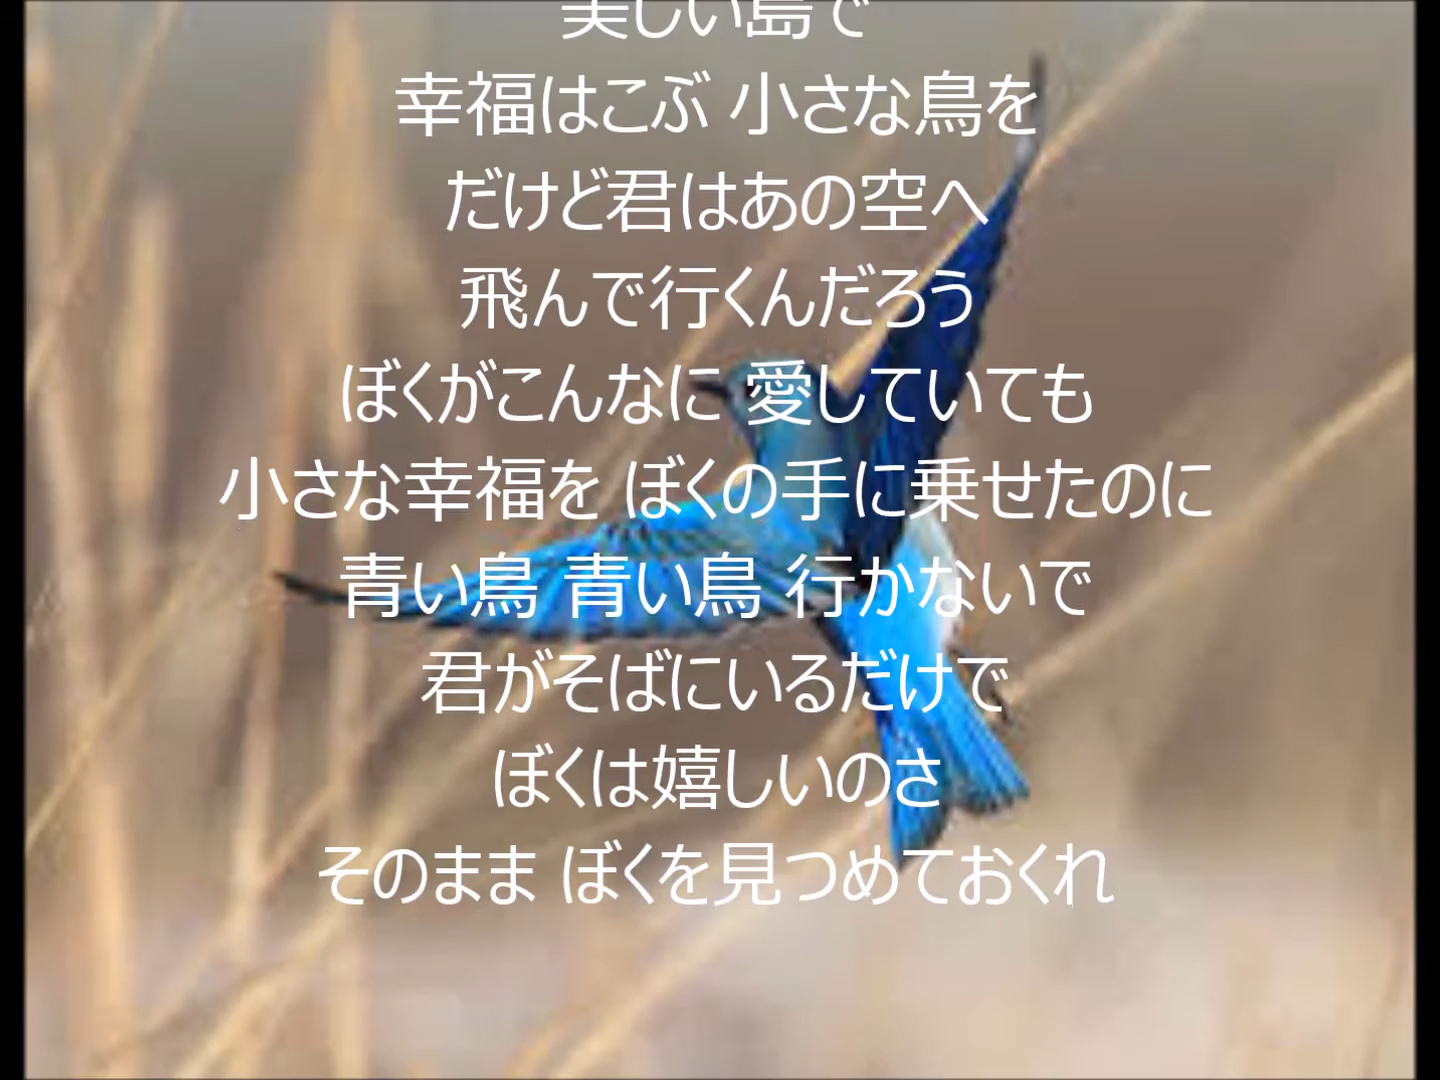 美しい島で
幸福はこぶ 小さな鳥を
だけど君はあの空へ
飛んで行くんだろう
ぼくがこんなに 愛していても
小さな幸福を ぼくの手に乗せたのに
青い鳥 青い鳥 行かないで
君がそばにいるだけで
ぼくは嬉しいのさ
そのまま ぼくを見つめておくれ